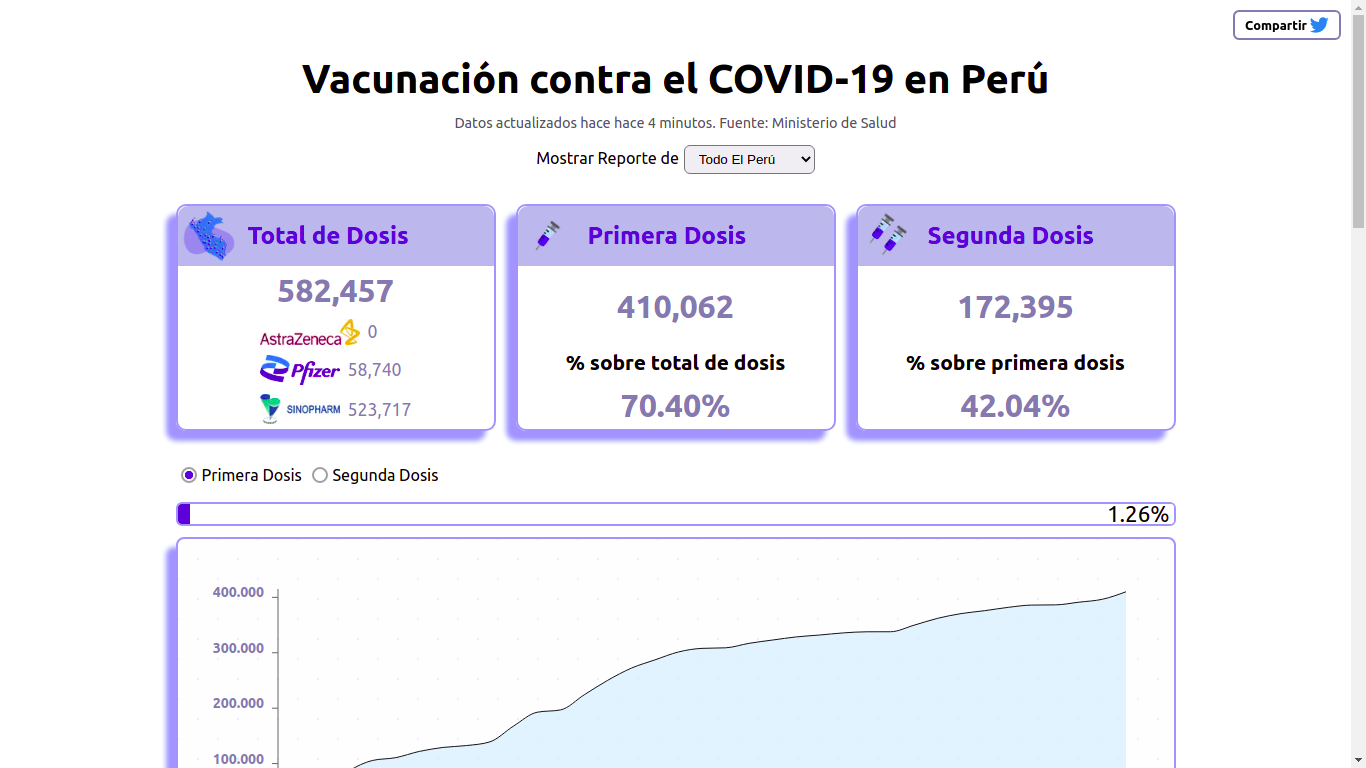 Compartir
Vacunación contra el COVID-19 en Perú
Datos actualizados hace hace 4 minutos. Fuente: Ministerio de Salud
Mostrar Reporte de Todo El Perú
Total de Dosis
582,457
AstraZeneca 0
Pfizer 58,740
SINOPHARM 523,717
Primera Dosis
410,062
% sobre total de dosis
70.40%
Segunda Dosis
172,395
% sobre primera dosis
42.04%
Primera Dosis Segunda Dosis
1.26%
400.000
300.000
200.000
100.000